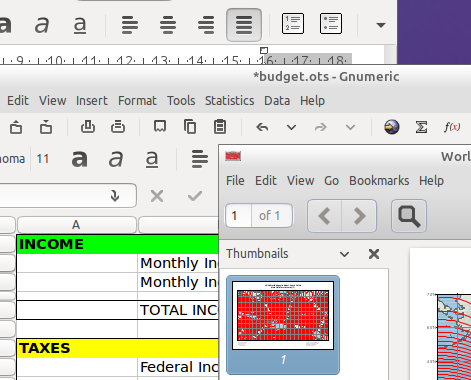 a a a
9 · 10 · 11 · 12 · 13 · 14 · 15 · 16 17 · 18
*budget.ots - Gnumeric
Edit View Insert Format Tools Statistics Data Help
Σ f(x)
oma 11 a a a
World
File Edit View Go Bookmarks Help
1 of 1
Thumbnails
1
A
INCOME
Monthly In
Monthly In
TOTAL INC
TAXES
Federal Inc